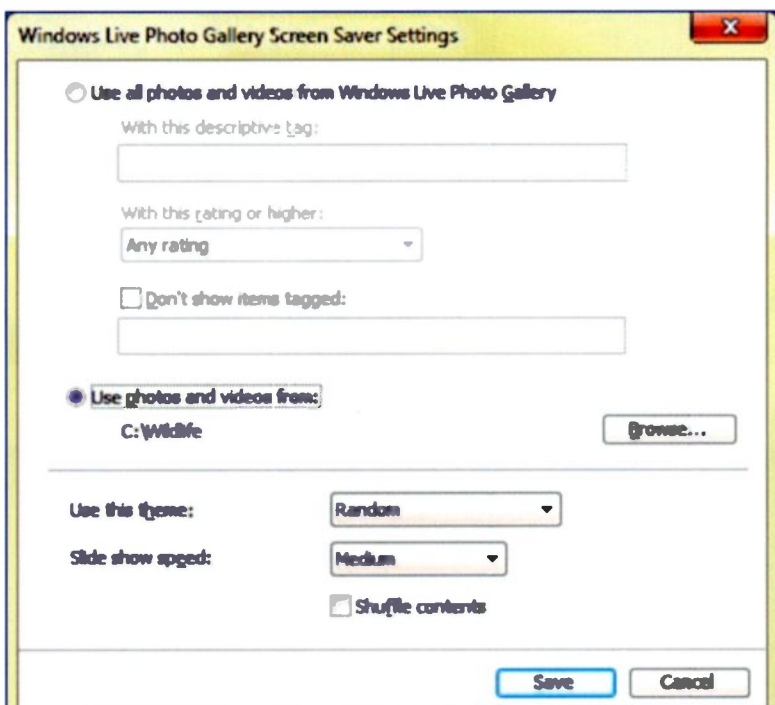 Windows Live Photo Gallery Screen Saver Settings
Use all photos and videos from Windows Live Photo Gallery
With this descriptive tag:
With this rating or higher:
Any rating
Don't show items tagged:
Use photos and videos from:
C:\Wildlife
Browse...
Use this theme:
Random
Slide show speed:
Medium
Shuffle contents
Save
Cancel